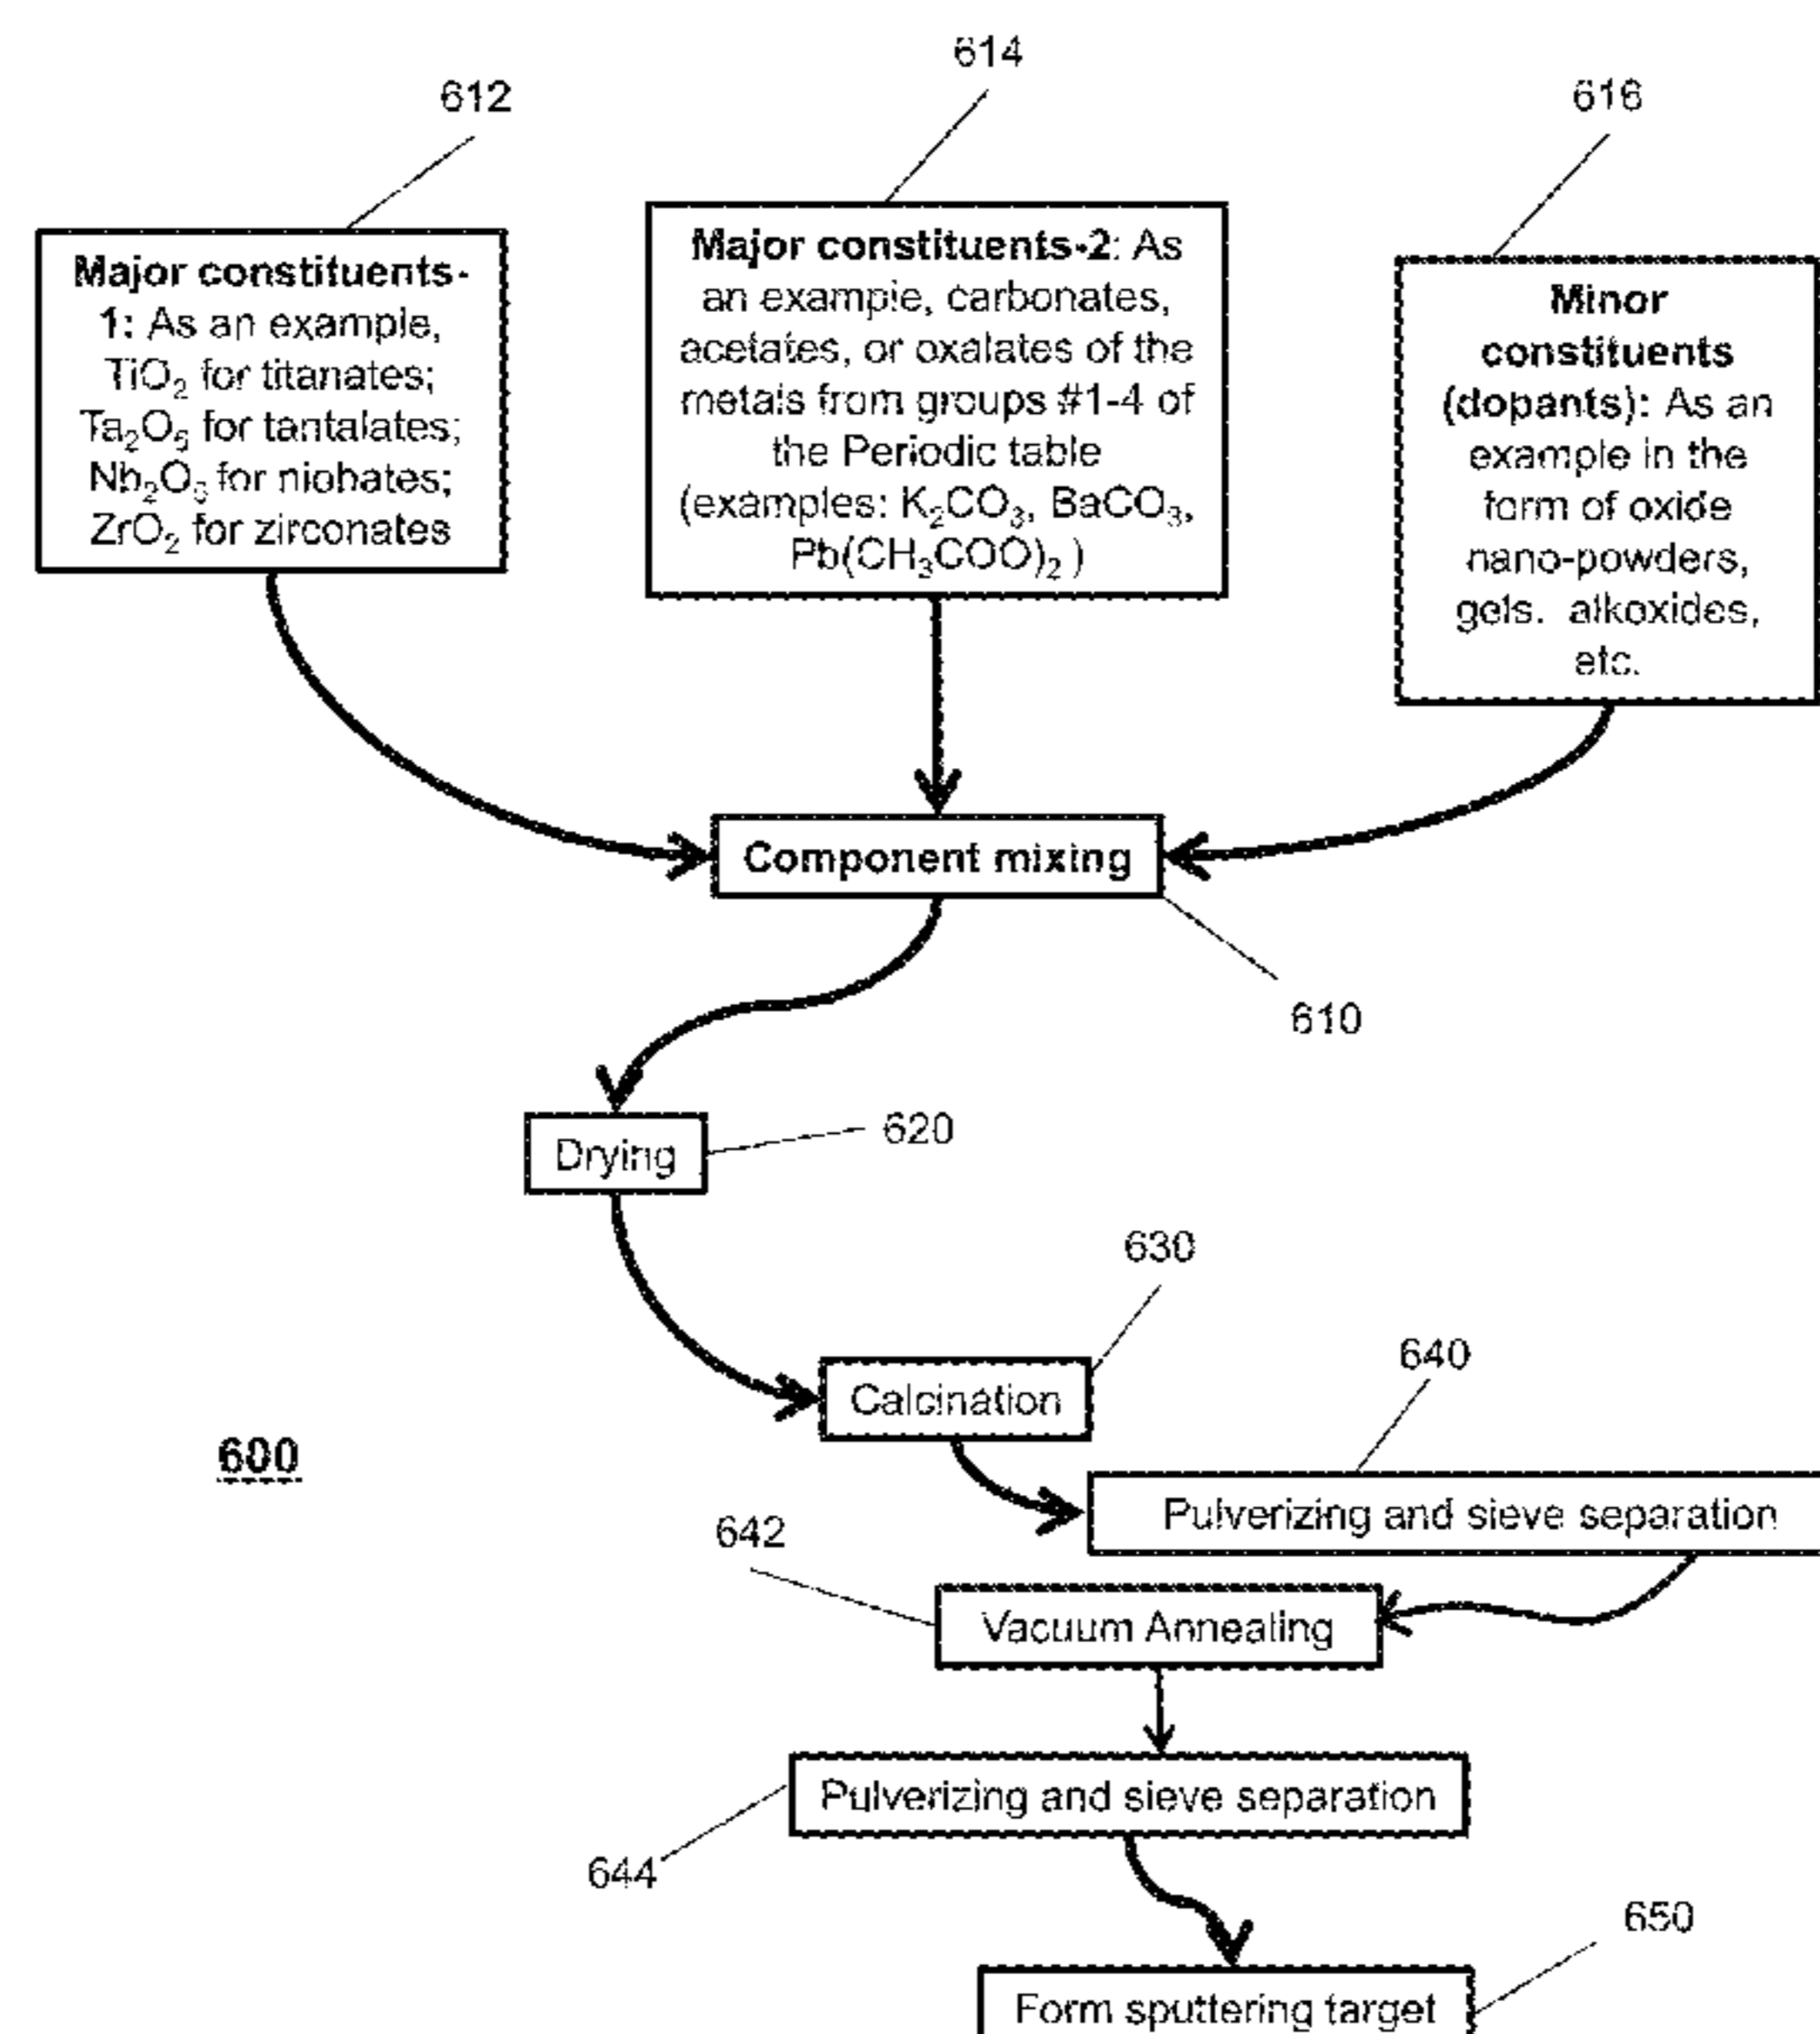 614
612
616
Major constituents-
1: As an example,
TiO₂ for titanates;
Ta₂O₅ for tantalates;
Nb₂O₅ for niobates;
ZrO₂ for zirconates
Major constituents-2: As
an example, carbonates,
acetates, or oxalates of the
metals from groups #1-4 of
the Periodic table
(examples: K₂CO₃, BaCO₃,
Pb(CH₃COO)₂ )
Minor
constituents
(dopants): As an
example in the
form of oxide
nano-powders,
gels. alkoxides,
etc.
Component mixing
610
Drying
620
630
Calcination
640
600
Pulverizing and sieve separation
642
Vacuum Annealing
Pulverizing and sieve separation
644
650
Form sputtering target